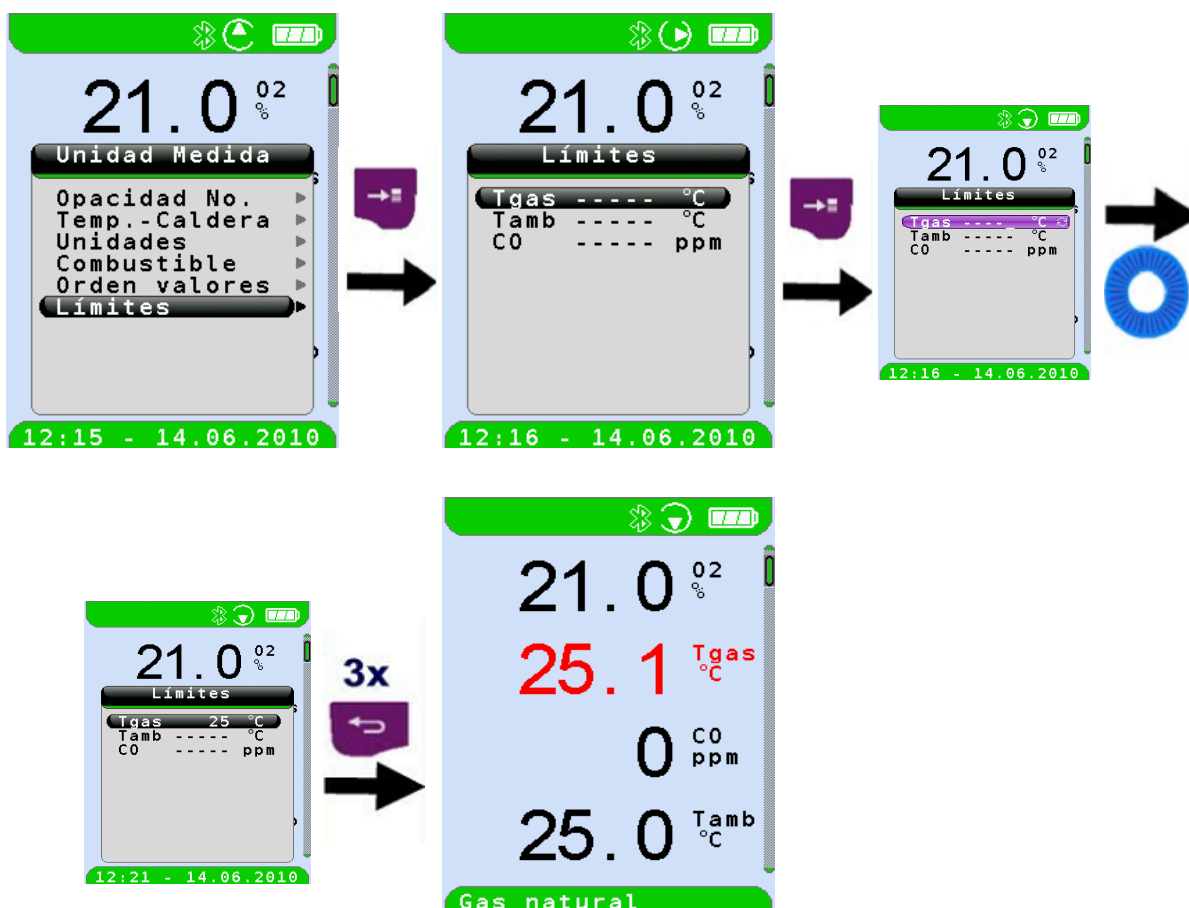 21.0 O2
%
Unidad Medida
Opacidad No.
Temp.-Caldera
Unidades
Combustible
Orden valores
Límites
12:15 - 14.06.2010
21.0 O2
%
Límites
Tgas ----- °C
Tamb ----- °C
CO ----- ppm
12:16 - 14.06.2010
21.0 O2
%
Límites
Tgas ---- °C
Tamb ----- °C
CO ----- ppm
12:16 - 14.06.2010
21.0 O2
%
Límites
Tgas 25 °C
Tamb ----- °C
CO ----- ppm
12:21 - 14.06.2010
3x
21.0 O2
%
25.1 Tgas
°C
0 CO
ppm
25.0 Tamb
°C
Gas natural